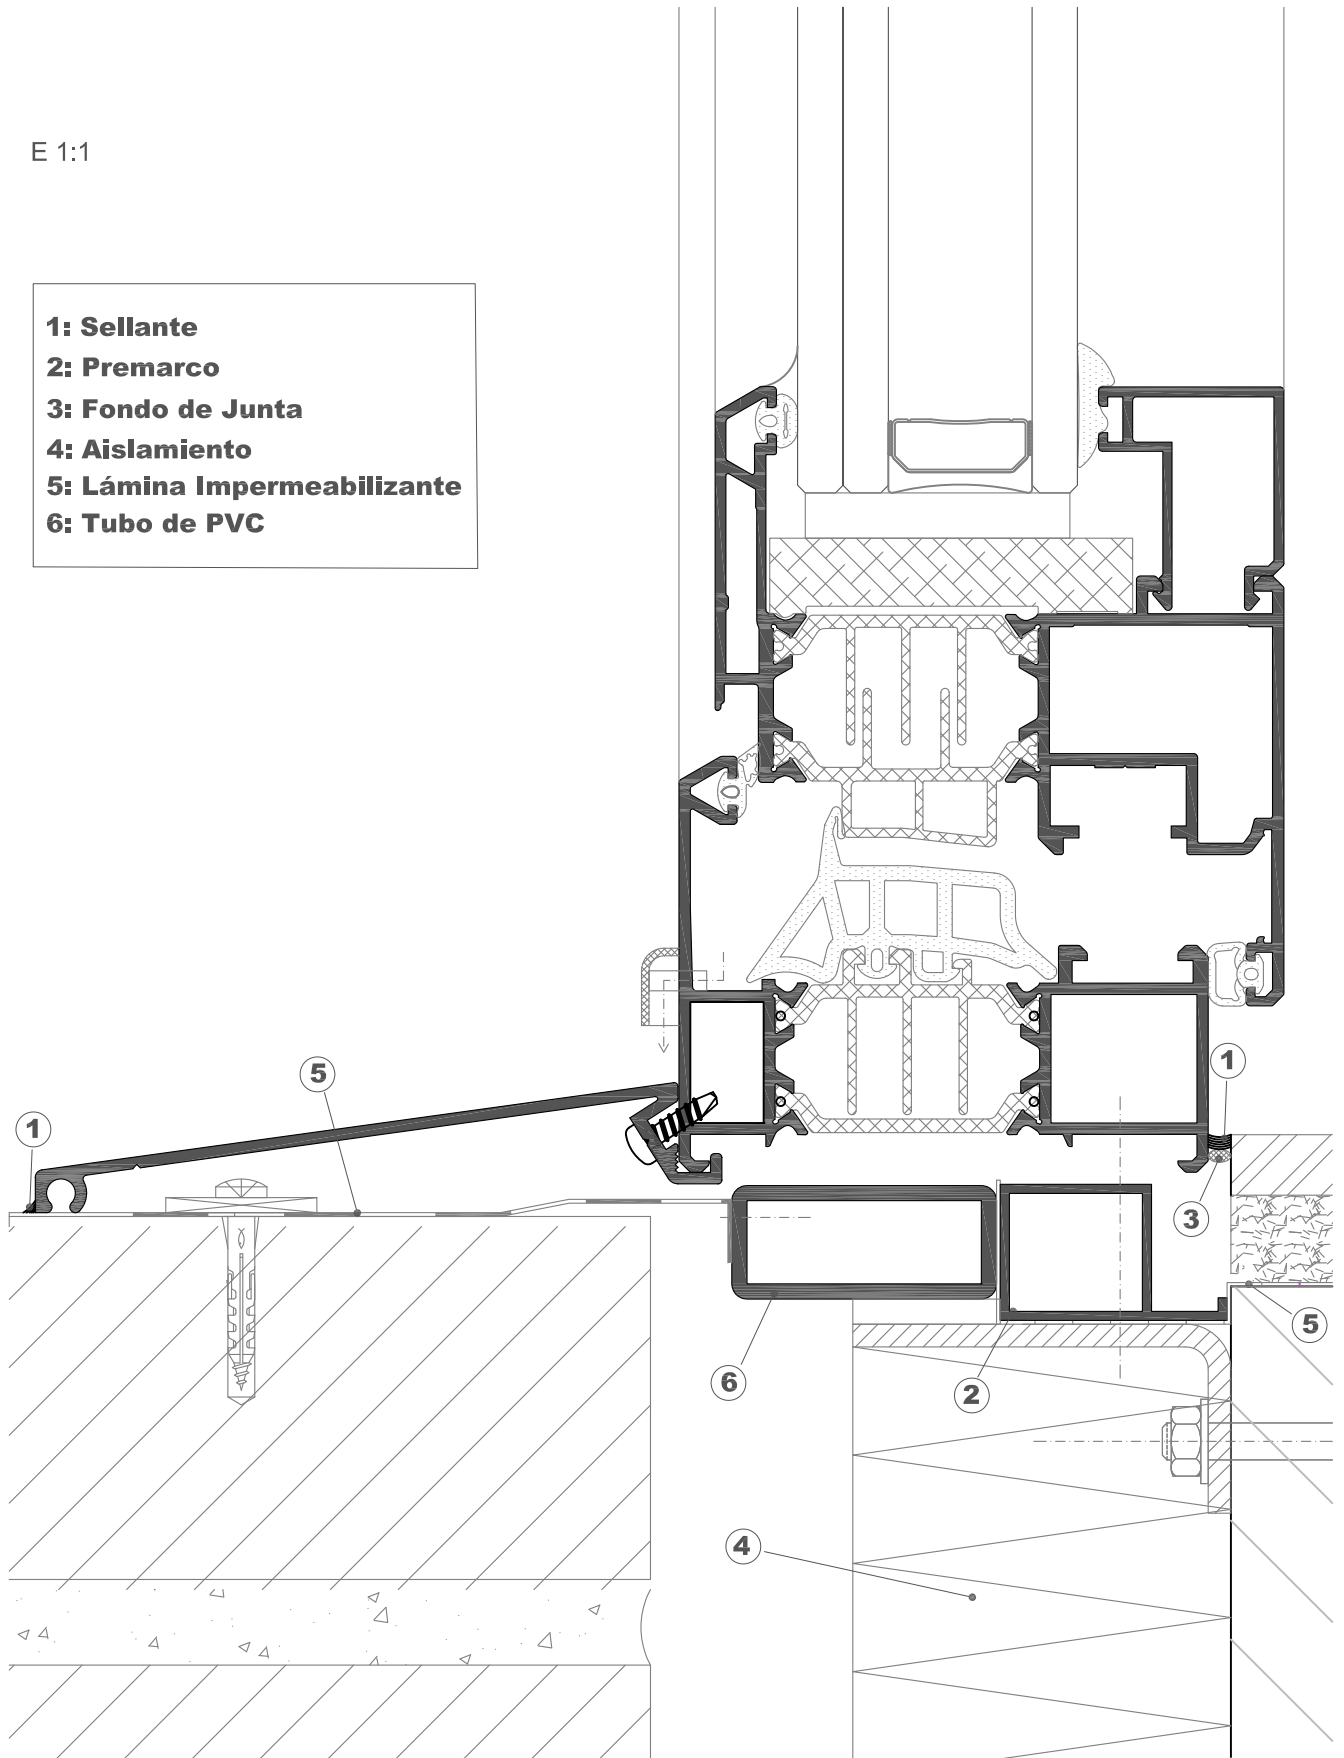 E 1:1
1: Sellante
2: Premarco
3: Fondo de Junta
4: Aislamiento
5: Lámina Impermeabilizante
6: Tubo de PVC
1
5
1
3
5
6
2
4